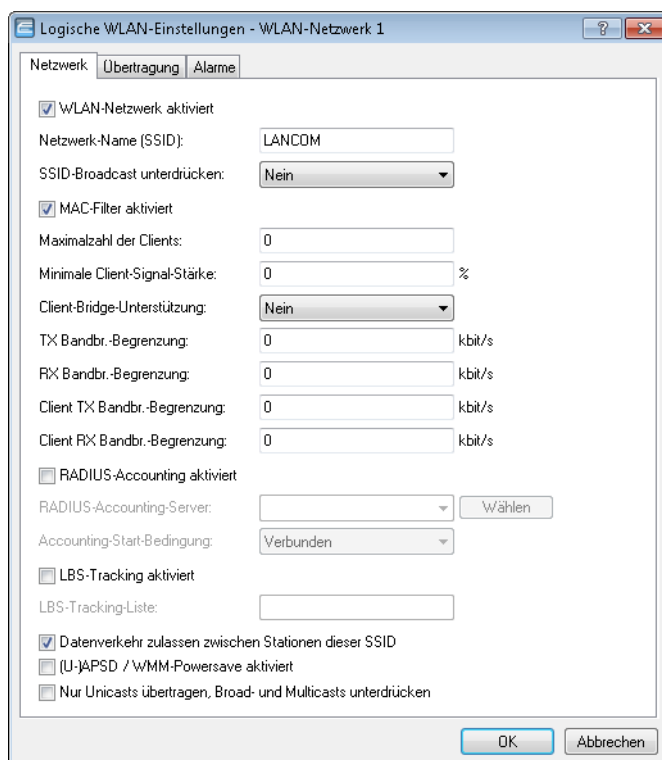 Logische WLAN-Einstellungen - WLAN-Netzwerk 1
Netzwerk Übertragung Alarme
WLAN-Netzwerk aktiviert
Netzwerk-Name (SSID): LANCOM
SSID-Broadcast unterdrücken: Nein
MAC-Filter aktiviert
Maximalzahl der Clients: 0
Minimale Client-Signal-Stärke: 0 %
Client-Bridge-Unterstützung: Nein
TX Bandbr.-Begrenzung: 0 kbit/s
RX Bandbr.-Begrenzung: 0 kbit/s
Client TX Bandbr.-Begrenzung: 0 kbit/s
Client RX Bandbr.-Begrenzung: 0 kbit/s
RADIUS-Accounting aktiviert
RADIUS-Accounting-Server: Wählen
Accounting-Start-Bedingung: Verbunden
LBS-Tracking aktiviert
LBS-Tracking-Liste:
Datenverkehr zulassen zwischen Stationen dieser SSID
(U-)APSD / WMM-Powersave aktiviert
Nur Unicasts übertragen, Broad- und Multicasts unterdrücken
OK Abbrechen